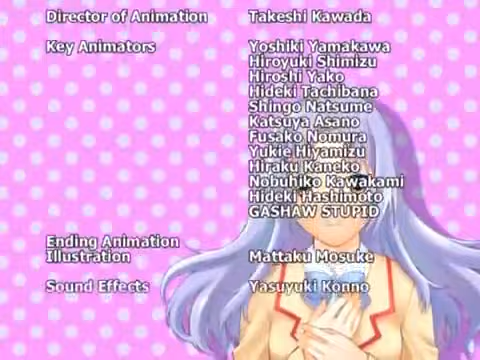 Director of Animation Takeshi Kawada
Key Animators Yoshiki Yamakawa
Hiroyuki Shimizu
Hiroshi Yako
Hideki Tachibana
Shingo Natsume
Katsuya Asano
Fusako Nomura
Yukie Hiyamizu
Hiraku Kaneko
Nobuhiko Kawakami
Hideki Hashimoto
GASHAW STUPID
Ending Animation
Illustration Mattaku Mosuke
Sound Effects Yasuyuki Konno